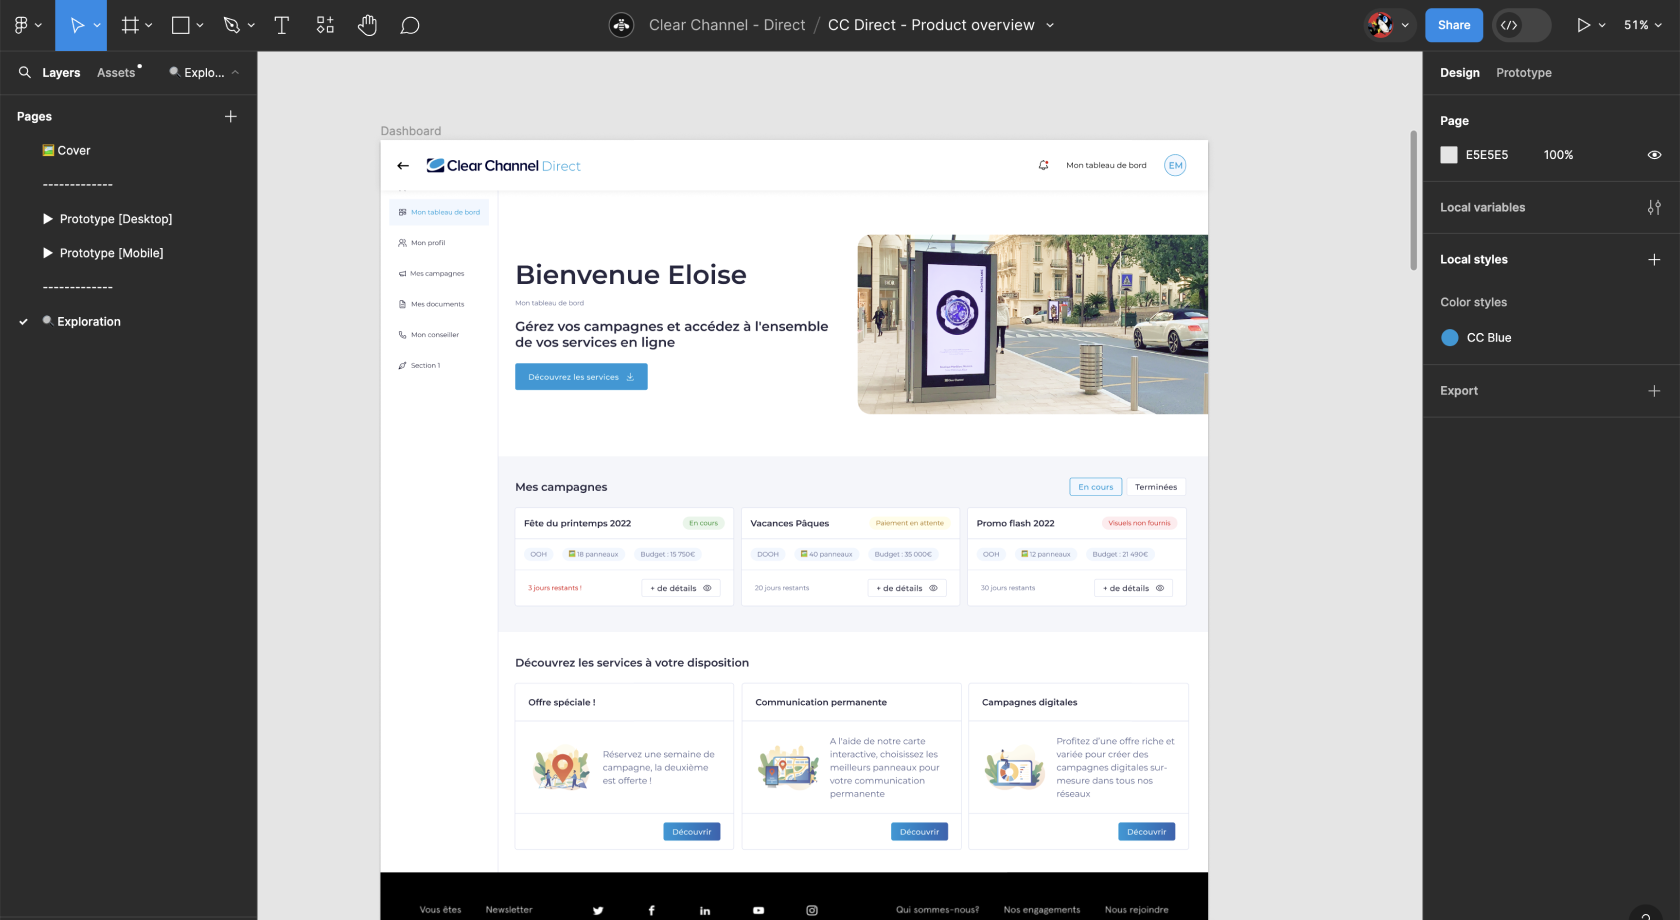 Clear Channel - Direct / CC Direct - Product overview
Share
51%
Layers
Assets
Explo...
Pages
Cover
-------------
Prototype [Desktop]
Prototype [Mobile]
-------------
Exploration
Dashboard
Clear Channel Direct
Mon tableau de bord
EM
Mon tableau de bord
Mon profil
Mes campagnes
Mes documents
Mon conseiller
Section 1
Bienvenue Eloise
Mon tableau de bord
Gérez vos campagnes et accédez à l'ensemble
de vos services en ligne
Découvrez les services
Mes campagnes
En cours
Terminées
Fête du printemps 2022
En cours
OOH
18 panneaux
Budget : 15 750€
3 jours restants !
+ de détails
Vacances Pâques
Paiement en attente
DOOH
40 panneaux
Budget : 35 000€
20 jours restants
+ de détails
Promo flash 2022
Visuels non fournis
OOH
12 panneaux
Budget : 21 490€
30 jours restants
+ de détails
Découvrez les services à votre disposition
Offre spéciale !
Réservez une semaine de
campagne, la deuxième
est offerte !
Découvrir
Communication permanente
A l'aide de notre carte
interactive, choisissez les
meilleurs panneaux pour
votre communication
permanente
Découvrir
Campagnes digitales
Profitez d'une offre riche et
variée pour créer des
campagnes digitales sur-
mesure dans tous nos
réseaux
Découvrir
Vous êtes
Newsletter
Qui sommes-nous?
Nos engagements
Nous rejoindre
Design
Prototype
Page
E5E5E5
100%
Local variables
Local styles
Color styles
CC Blue
Export